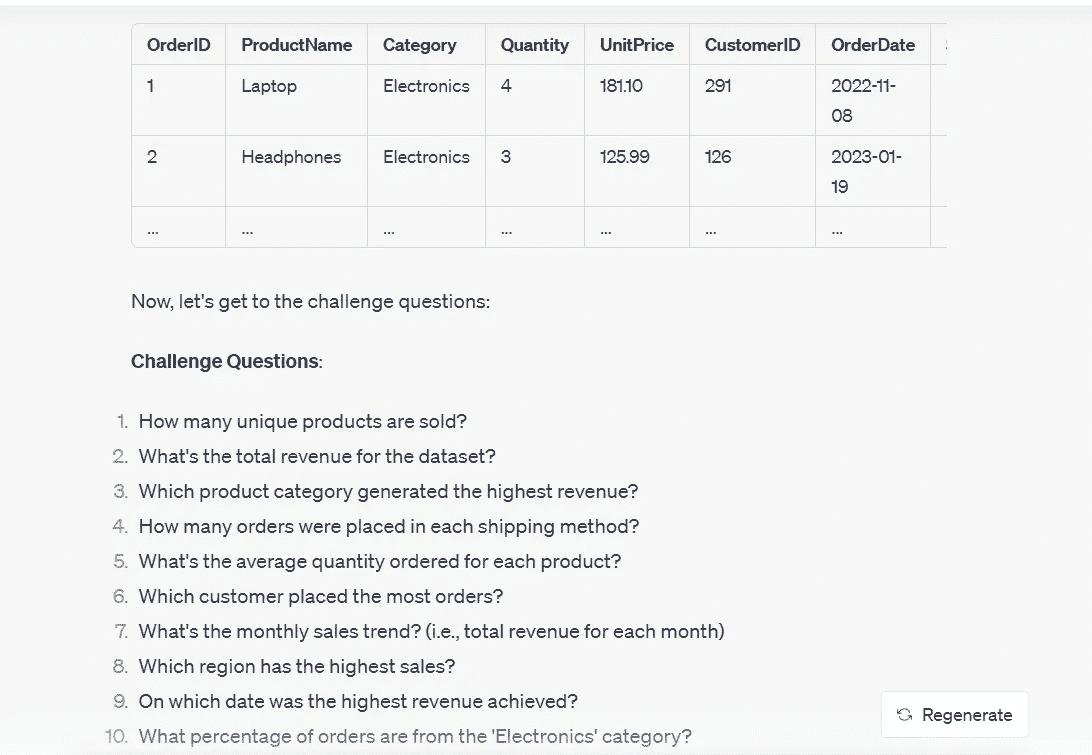 OrderID ProductName Category Quantity UnitPrice CustomerID OrderDate
1 Laptop Electronics 4 181.10 291 2022-11-
08
2 Headphones Electronics 3 125.99 126 2023-01-
19
... ... ... ... ... ... ...
Now, let's get to the challenge questions:
Challenge Questions:
1. How many unique products are sold?
2. What's the total revenue for the dataset?
3. Which product category generated the highest revenue?
4. How many orders were placed in each shipping method?
5. What's the average quantity ordered for each product?
6. Which customer placed the most orders?
7. What's the monthly sales trend? (i.e., total revenue for each month)
8. Which region has the highest sales?
9. On which date was the highest revenue achieved?
Regenerate
10. What percentage of orders are from the 'Electronics' category?